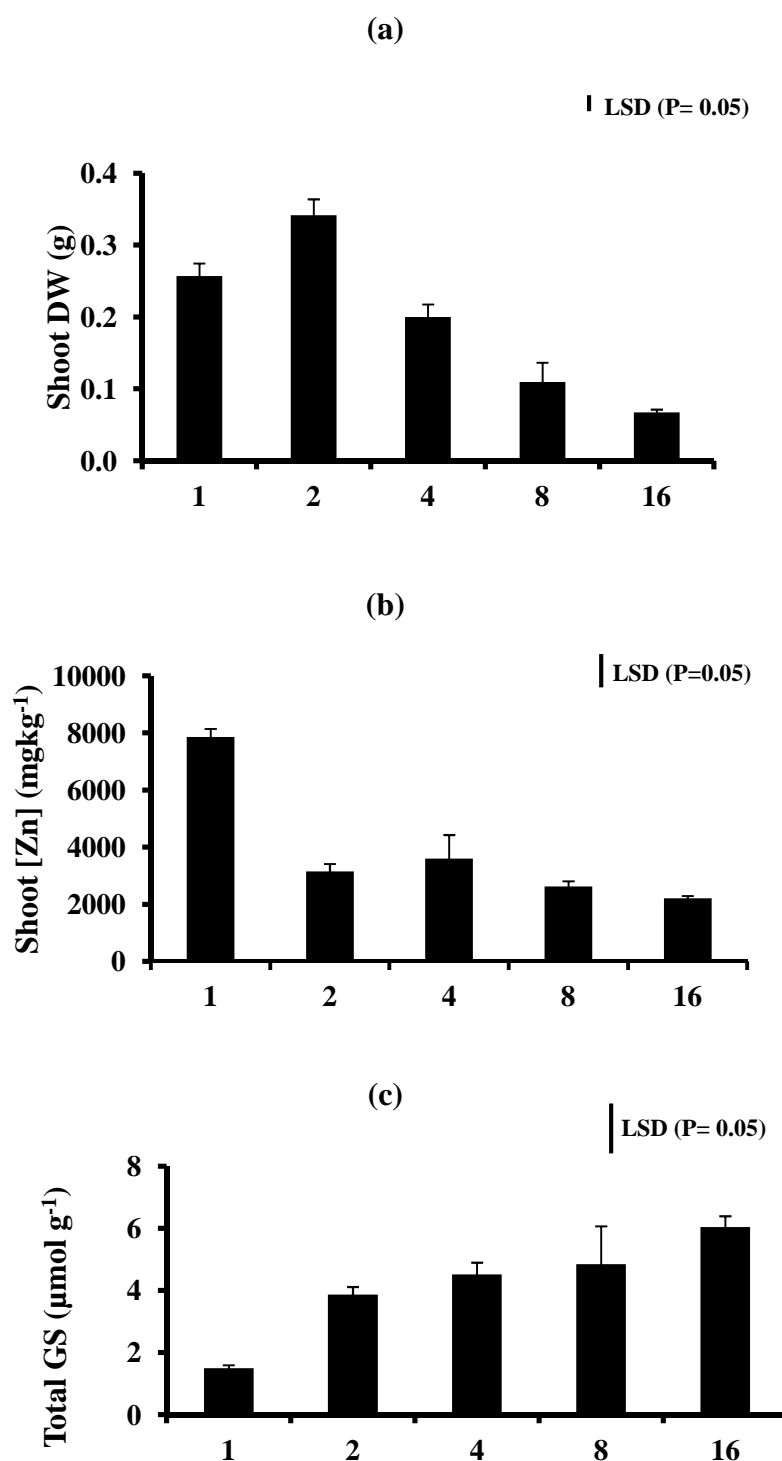 (a)
LSD (P= 0.05)
Shoot DW (g)
0.4
0.3
0.2
0.1
0.0
1 2 4 8 16
(b)
LSD (P=0.05)
Shoot [Zn] (mgkg⁻¹)
10000
8000
6000
4000
2000
0
1 2 4 8 16
(c)
LSD (P= 0.05)
Total GS (µmol g⁻¹)
8
6
4
2
0
1 2 4 8 16